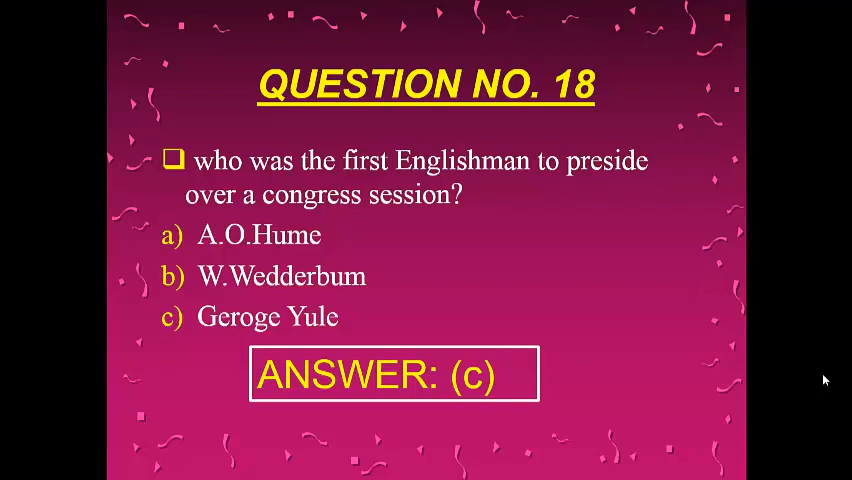 QUESTION NO. 18
who was the first Englishman to preside
over a congress session?
a) A.O.Hume
b) W.Wedderbum
c) Geroge Yule
ANSWER: (c)